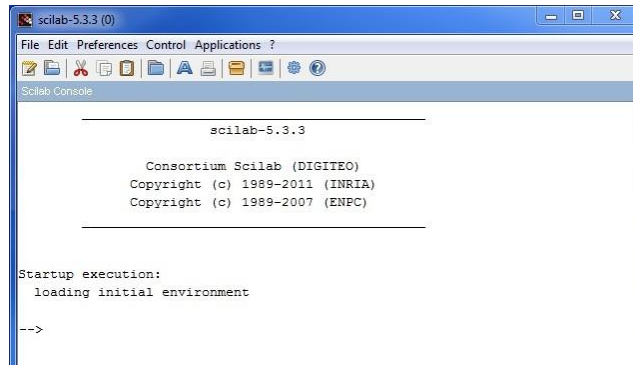 scilab-5.3.3 (0)
File Edit Preferences Control Applications ?
Scilab Console
scilab-5.3.3
Consortium Scilab (DIGITEO)
Copyright (c) 1989-2011 (INRIA)
Copyright (c) 1989-2007 (ENPC)
Startup execution:
loading initial environment
-->